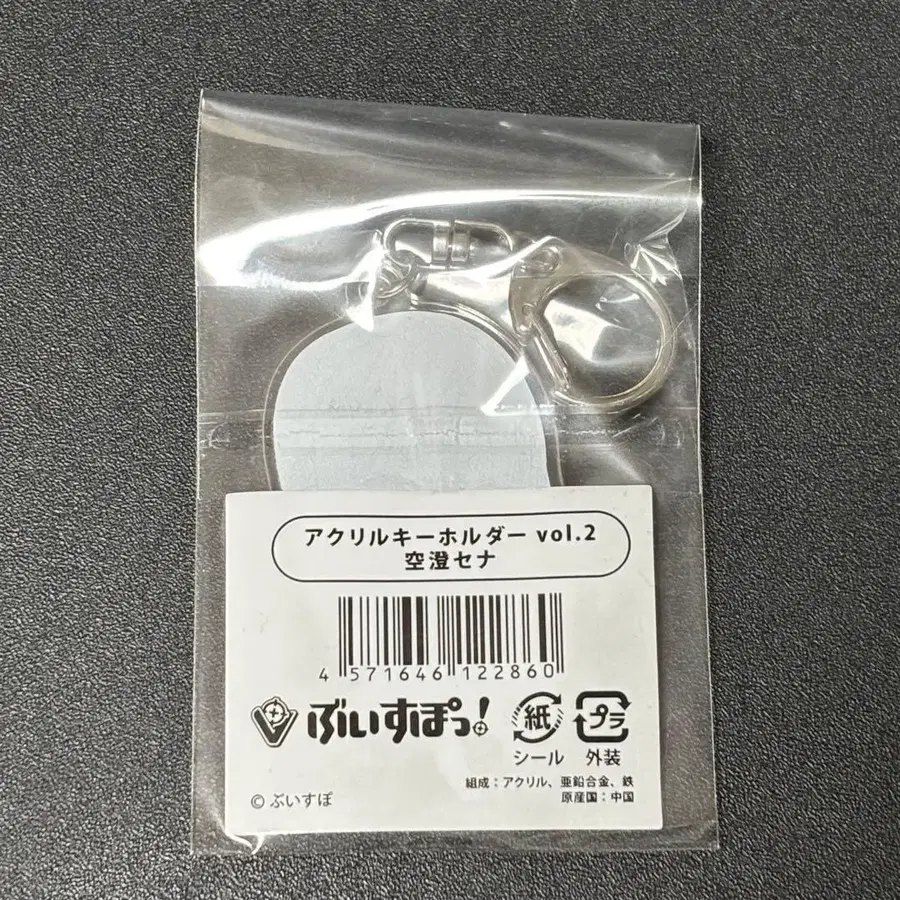 アクリルキーホルダー vol.2
空澄セナ
4 571646 122860
ぶいすぽっ!
紙
シール
プラ
外装
組成:アクリル、亜鉛合金、鉄
原産国:中国
© ぶいすぽ